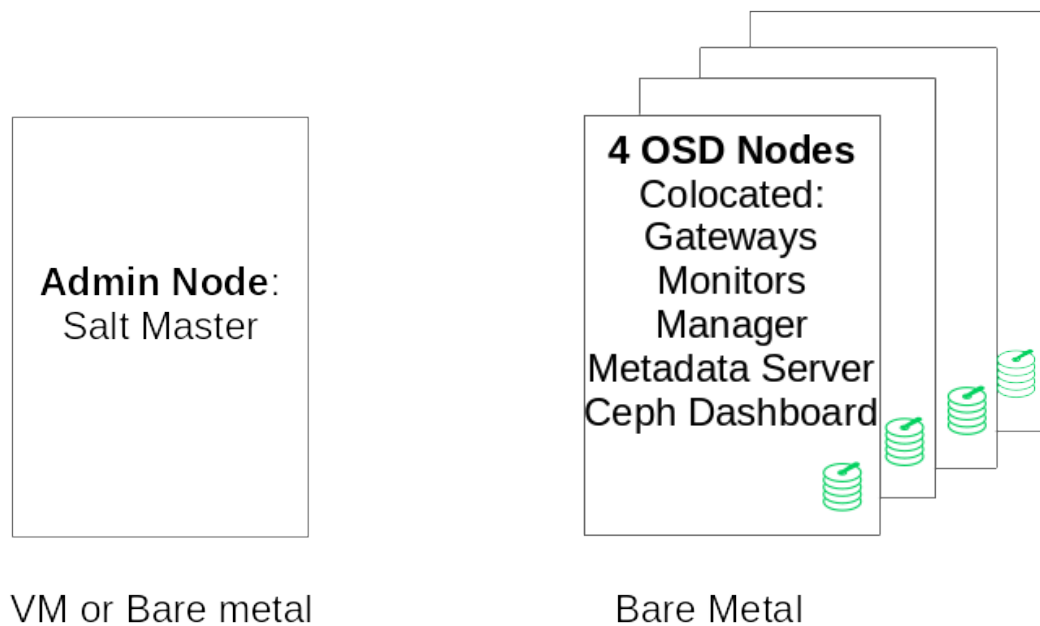 Admin Node:
Salt Master
VM or Bare metal
4 OSD Nodes
Colocated:
Gateways
Monitors
Manager
Metadata Server
Ceph Dashboard
Bare Metal